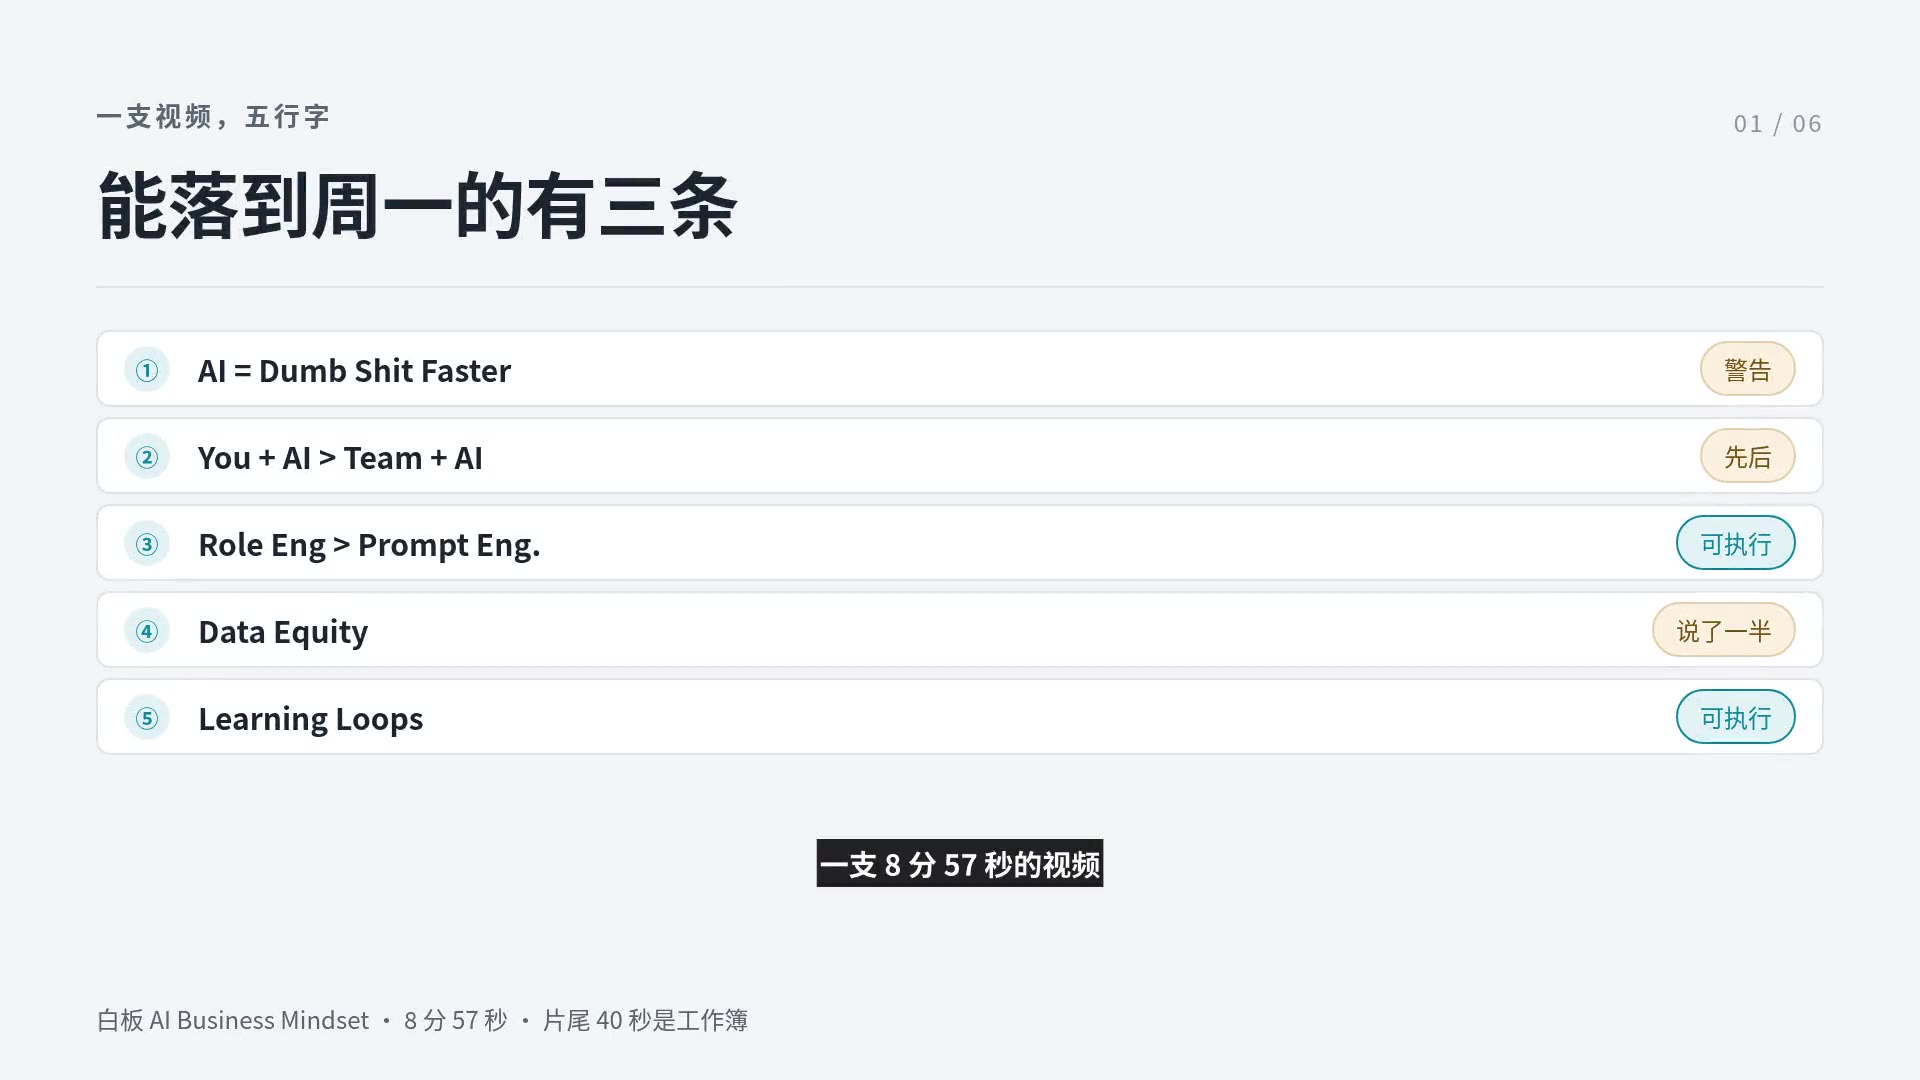 一支视频，五行字
01 / 06
能落到周一的有三条
① AI = Dumb Shit Faster 警告
② You + AI > Team + AI 先后
③ Role Eng > Prompt Eng. 可执行
④ Data Equity 说了一半
⑤ Learning Loops 可执行
一支 8 分 57 秒的视频
白板 AI Business Mindset · 8 分 57 秒 · 片尾 40 秒是工作簿